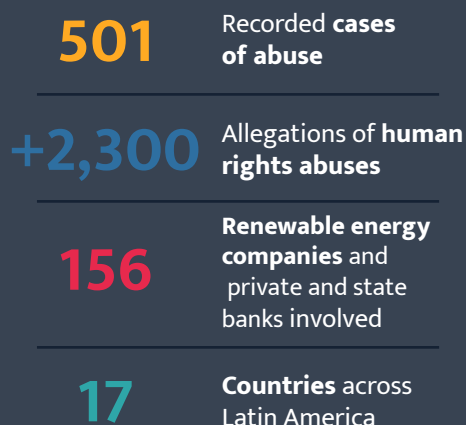 501
Recorded cases
of abuse
+2,300
Allegations of human
rights abuses
156
Renewable energy
companies and
private and state
banks involved
17
Countries across
Latin America